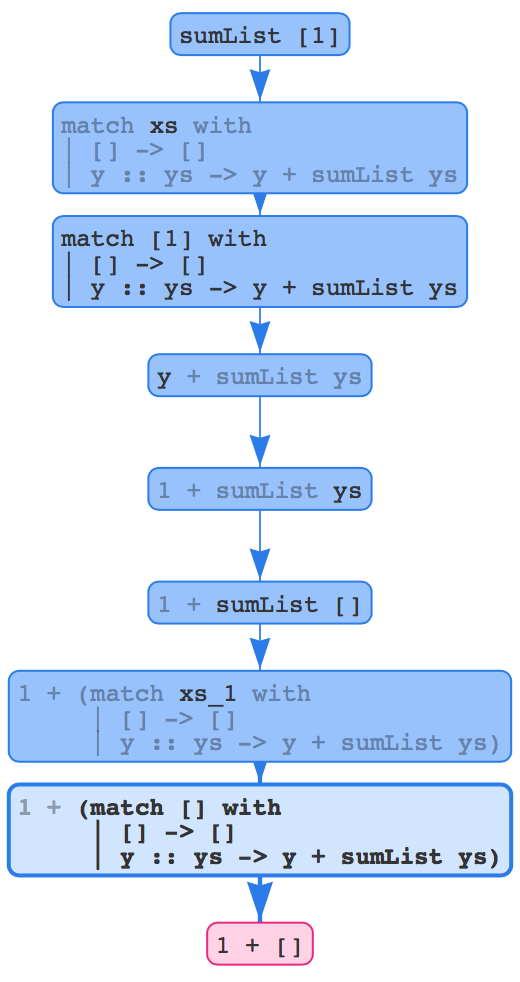 sumList [1]
match xs with
| [] -> []
| y :: ys -> y + sumList ys
match [1] with
| [] -> []
| y :: ys -> y + sumList ys
y + sumList ys
1 + sumList ys
1 + sumList []
1 + (match xs_1 with
| [] -> []
| y :: ys -> y + sumList ys)
1 + (match [] with
| [] -> []
| y :: ys -> y + sumList ys)
1 + []